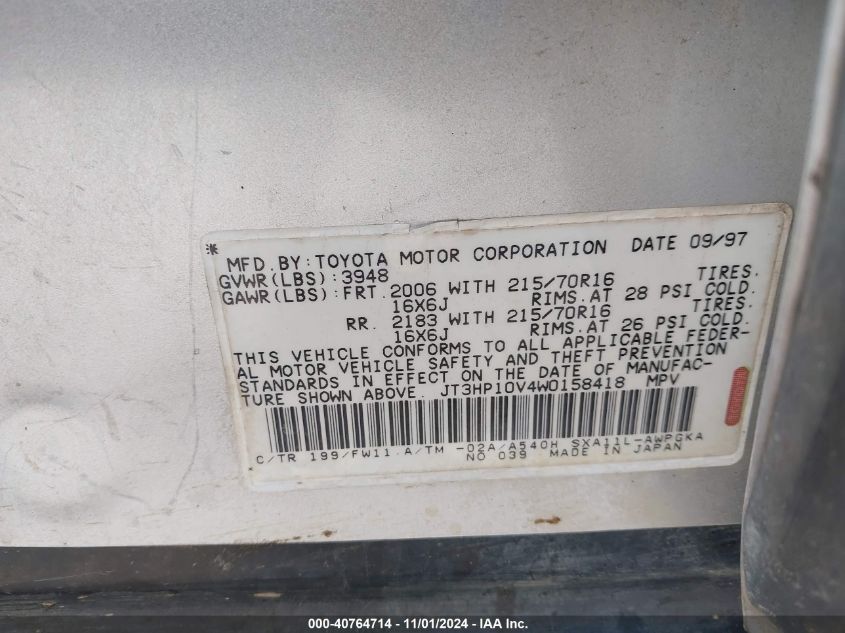 MFD. BY: TOYOTA MOTOR CORPORATION DATE 09/97
GVWR(LBS): 3948
GAWR(LBS): FRT. 2006 WITH 215/70R16 TIRES.
16X6J RIMS. AT 28 PSI COLD.
RR. 2183 WITH 215/70R16 TIRES.
16X6J RIMS. AT 26 PSI COLD.
THIS VEHICLE CONFORMS TO ALL APPLICABLE FEDER-
AL MOTOR VEHICLE SAFETY AND THEFT PREVENTION
STANDARDS IN EFFECT ON THE DATE OF MANUFAC-
TURE SHOWN ABOVE. JT3HP10V4W0158418 MPV
C/TR 199/FW11. A/TM -02A/A540H SXA11L-AWPGKA
NO 039 MADE IN JAPAN
000-40764714 - 11/01/2024 - © Copyright 2024, IAA Inc.